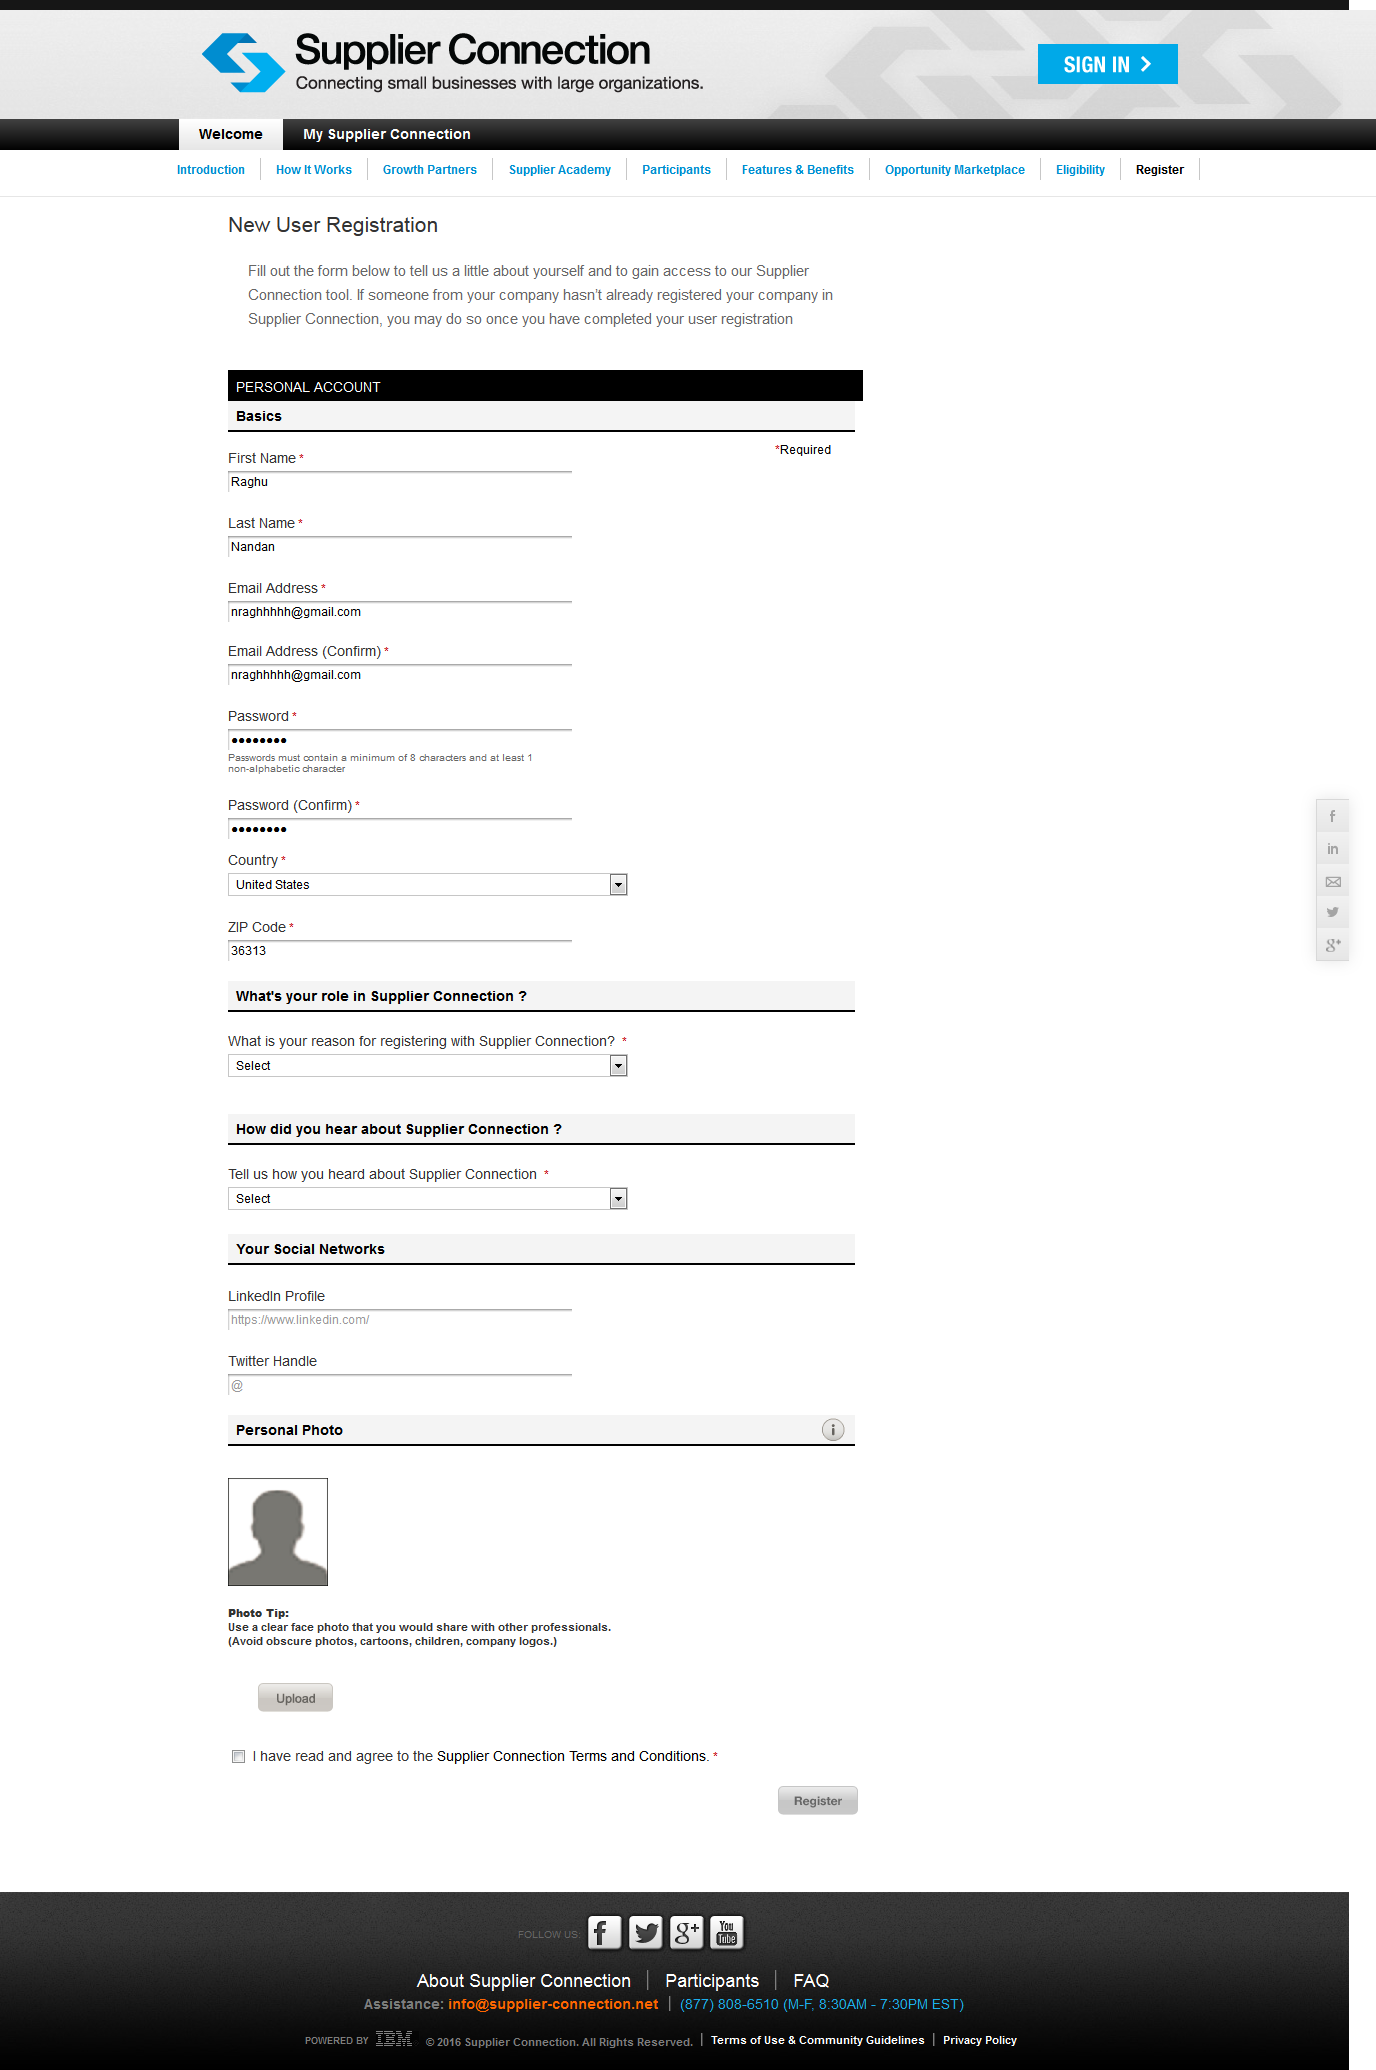 Supplier Connection
Connecting small businesses with large organizations.
SIGN IN
Welcome My Supplier Connection
Introduction How It Works Growth Partners Supplier Academy Participants Features & Benefits Opportunity Marketplace Eligibility Register
New User Registration
Fill out the form below to tell us a little about yourself and to gain access to our Supplier
Connection tool. If someone from your company hasn't already registered your company in
Supplier Connection, you may do so once you have completed your user registration
PERSONAL ACCOUNT
Basics
*Required
First Name *
Raghu
Last Name *
Nandan
Email Address *
nraghhhhh@gmail.com
Email Address (Confirm) *
nraghhhhh@gmail.com
Password *
••••••••
Passwords must contain a minimum of 8 characters and at least 1
non-alphabetic character
Password (Confirm) *
••••••••
Country *
United States
ZIP Code *
36313
What's your role in Supplier Connection ?
What is your reason for registering with Supplier Connection? *
Select
How did you hear about Supplier Connection ?
Tell us how you heard about Supplier Connection *
Select
Your Social Networks
LinkedIn Profile
https://www.linkedin.com/
Twitter Handle
@
Personal Photo i
Photo Tip:
Use a clear face photo that you would share with other professionals.
(Avoid obscure photos, cartoons, children, company logos.)
Upload
I have read and agree to the Supplier Connection Terms and Conditions. *
Register
f
in
g+
FOLLOW US f g+ You Tube
About Supplier Connection | Participants | FAQ
Assistance: info@supplier-connection.net | (877) 808-6510 (M-F, 8:30AM - 7:30PM EST)
POWERED BY IBM © 2016 Supplier Connection. All Rights Reserved. | Terms of Use & Community Guidelines | Privacy Policy